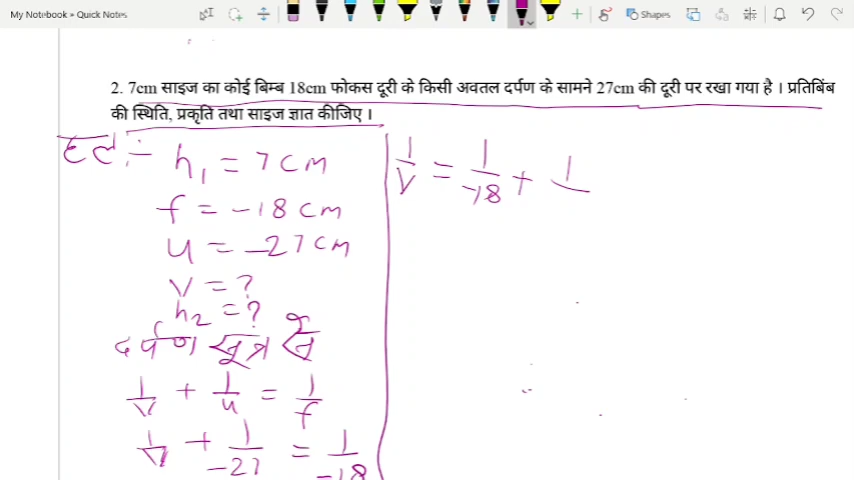 My Notebook » Quick Notes
Shapes
2. 7cm साइज का कोई बिम्ब 18cm फोकस दूरी के किसी अवतल दर्पण के सामने 27cm की दूरी पर रखा गया है । प्रतिबिंब
की स्थिति, प्रकृति तथा साइज ज्ञात कीजिए ।
हल :-
h₁ = 7cm
f = -18cm
u = -27cm
v = ?
h₂ = ?
दर्पण सूत्र से
1/v + 1/u = 1/f
1/v + 1/-27 = 1/-18
1/v = 1/-18 + 1/